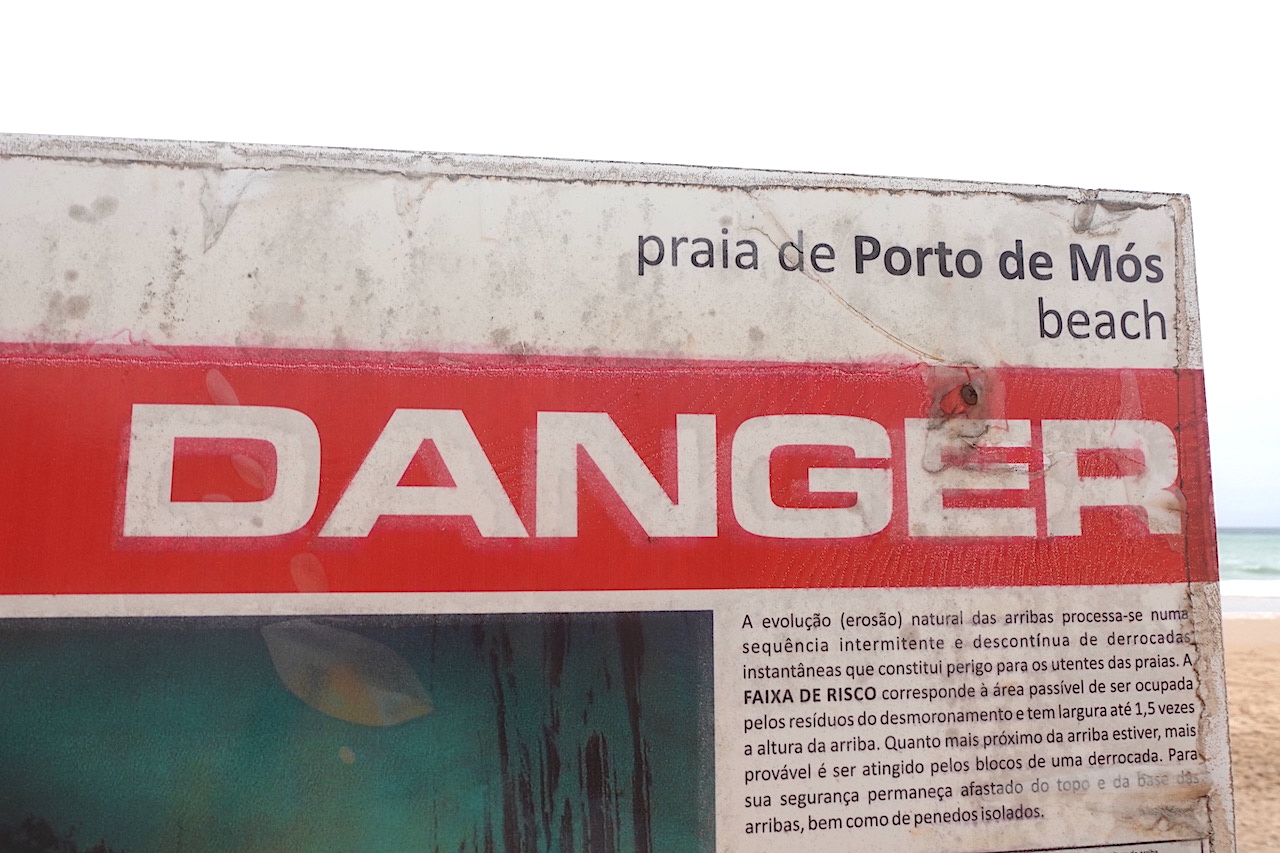 praia de Porto de Mós
beach
DANGER
A evolução (erosão) natural das arribas processa-se numa
sequência intermitente e descontínua de derrocadas
instantâneas que constitui perigo para os utentes das praias. A
FAIXA DE RISCO corresponde à área passível de ser ocupada
pelos resíduos do desmoronamento e tem largura até 1,5 vezes
a altura da arriba. Quanto mais próximo da arriba estiver, mais
provável é ser atingido pelos blocos de uma derrocada. Para
sua segurança permaneça afastado do topo e da base das
arribas, bem como de penedos isolados.